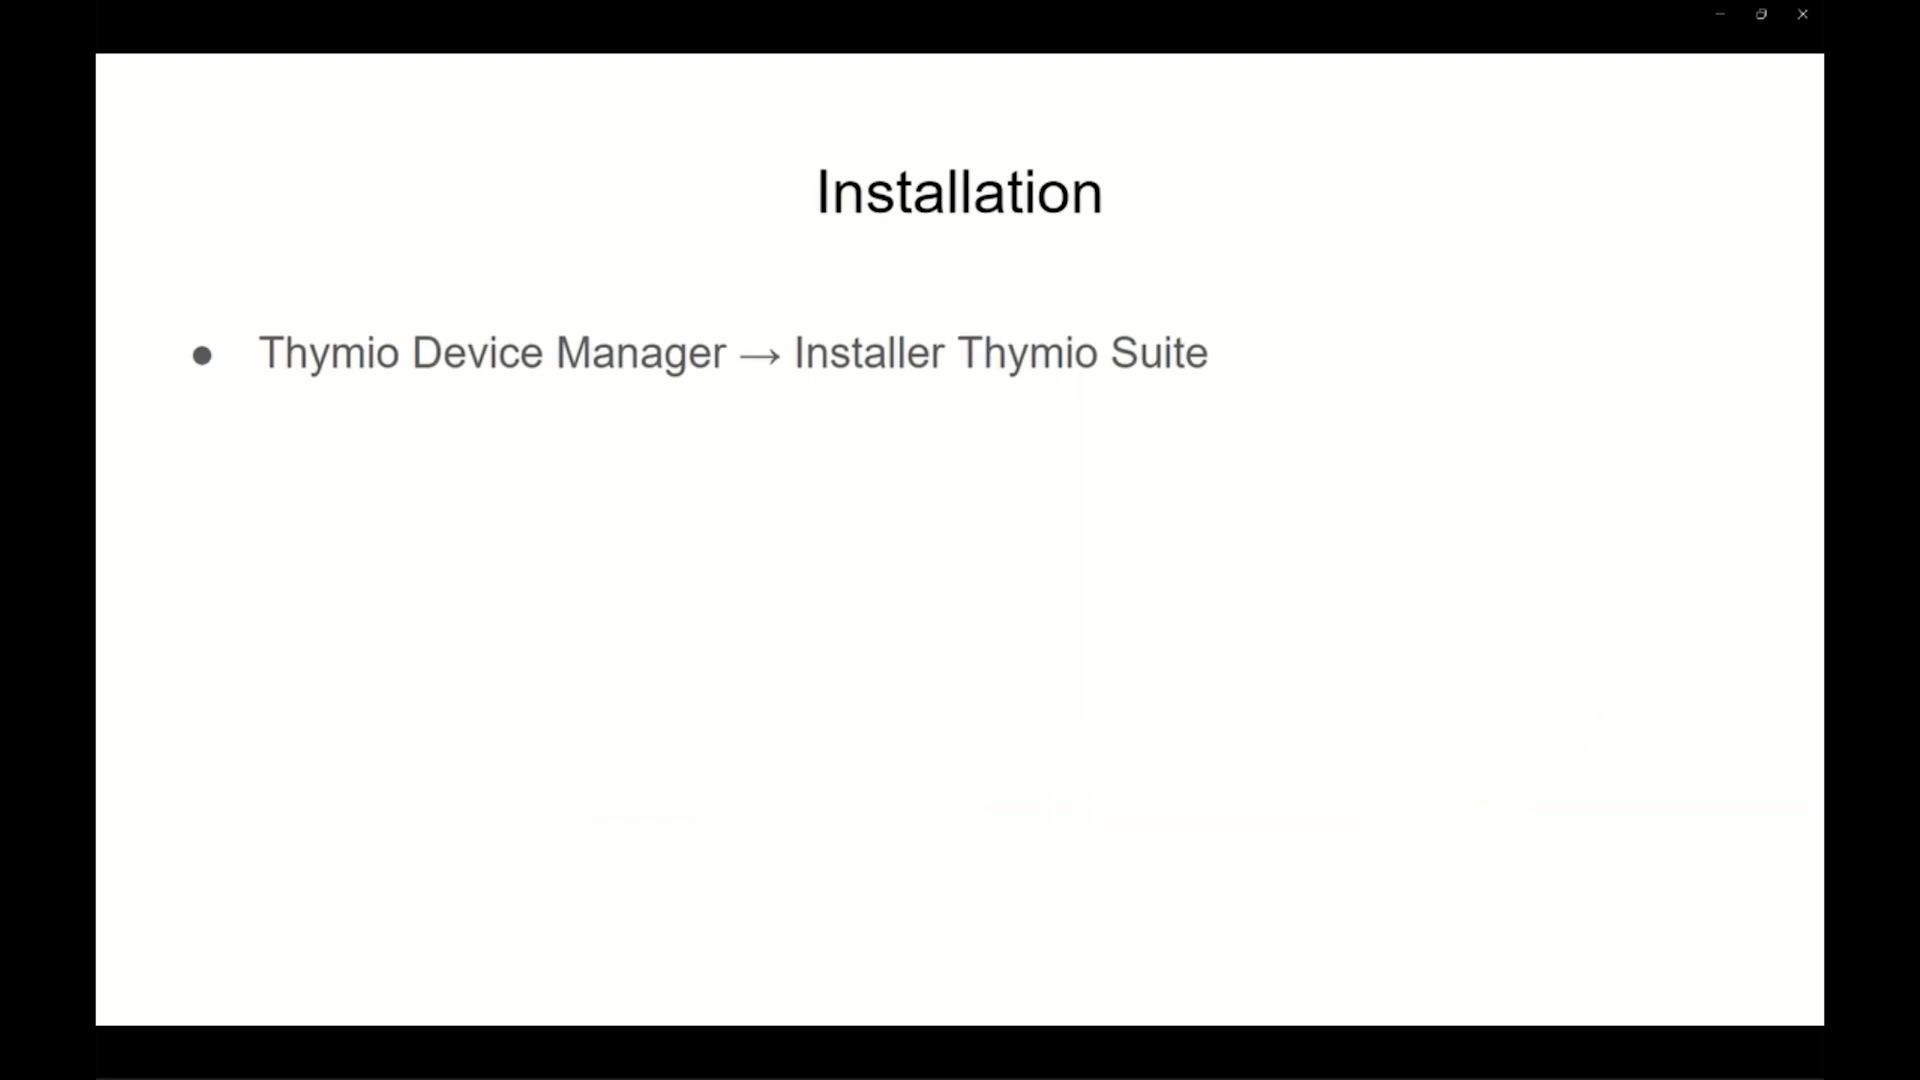 Installation
● Thymio Device Manager → Installer Thymio Suite